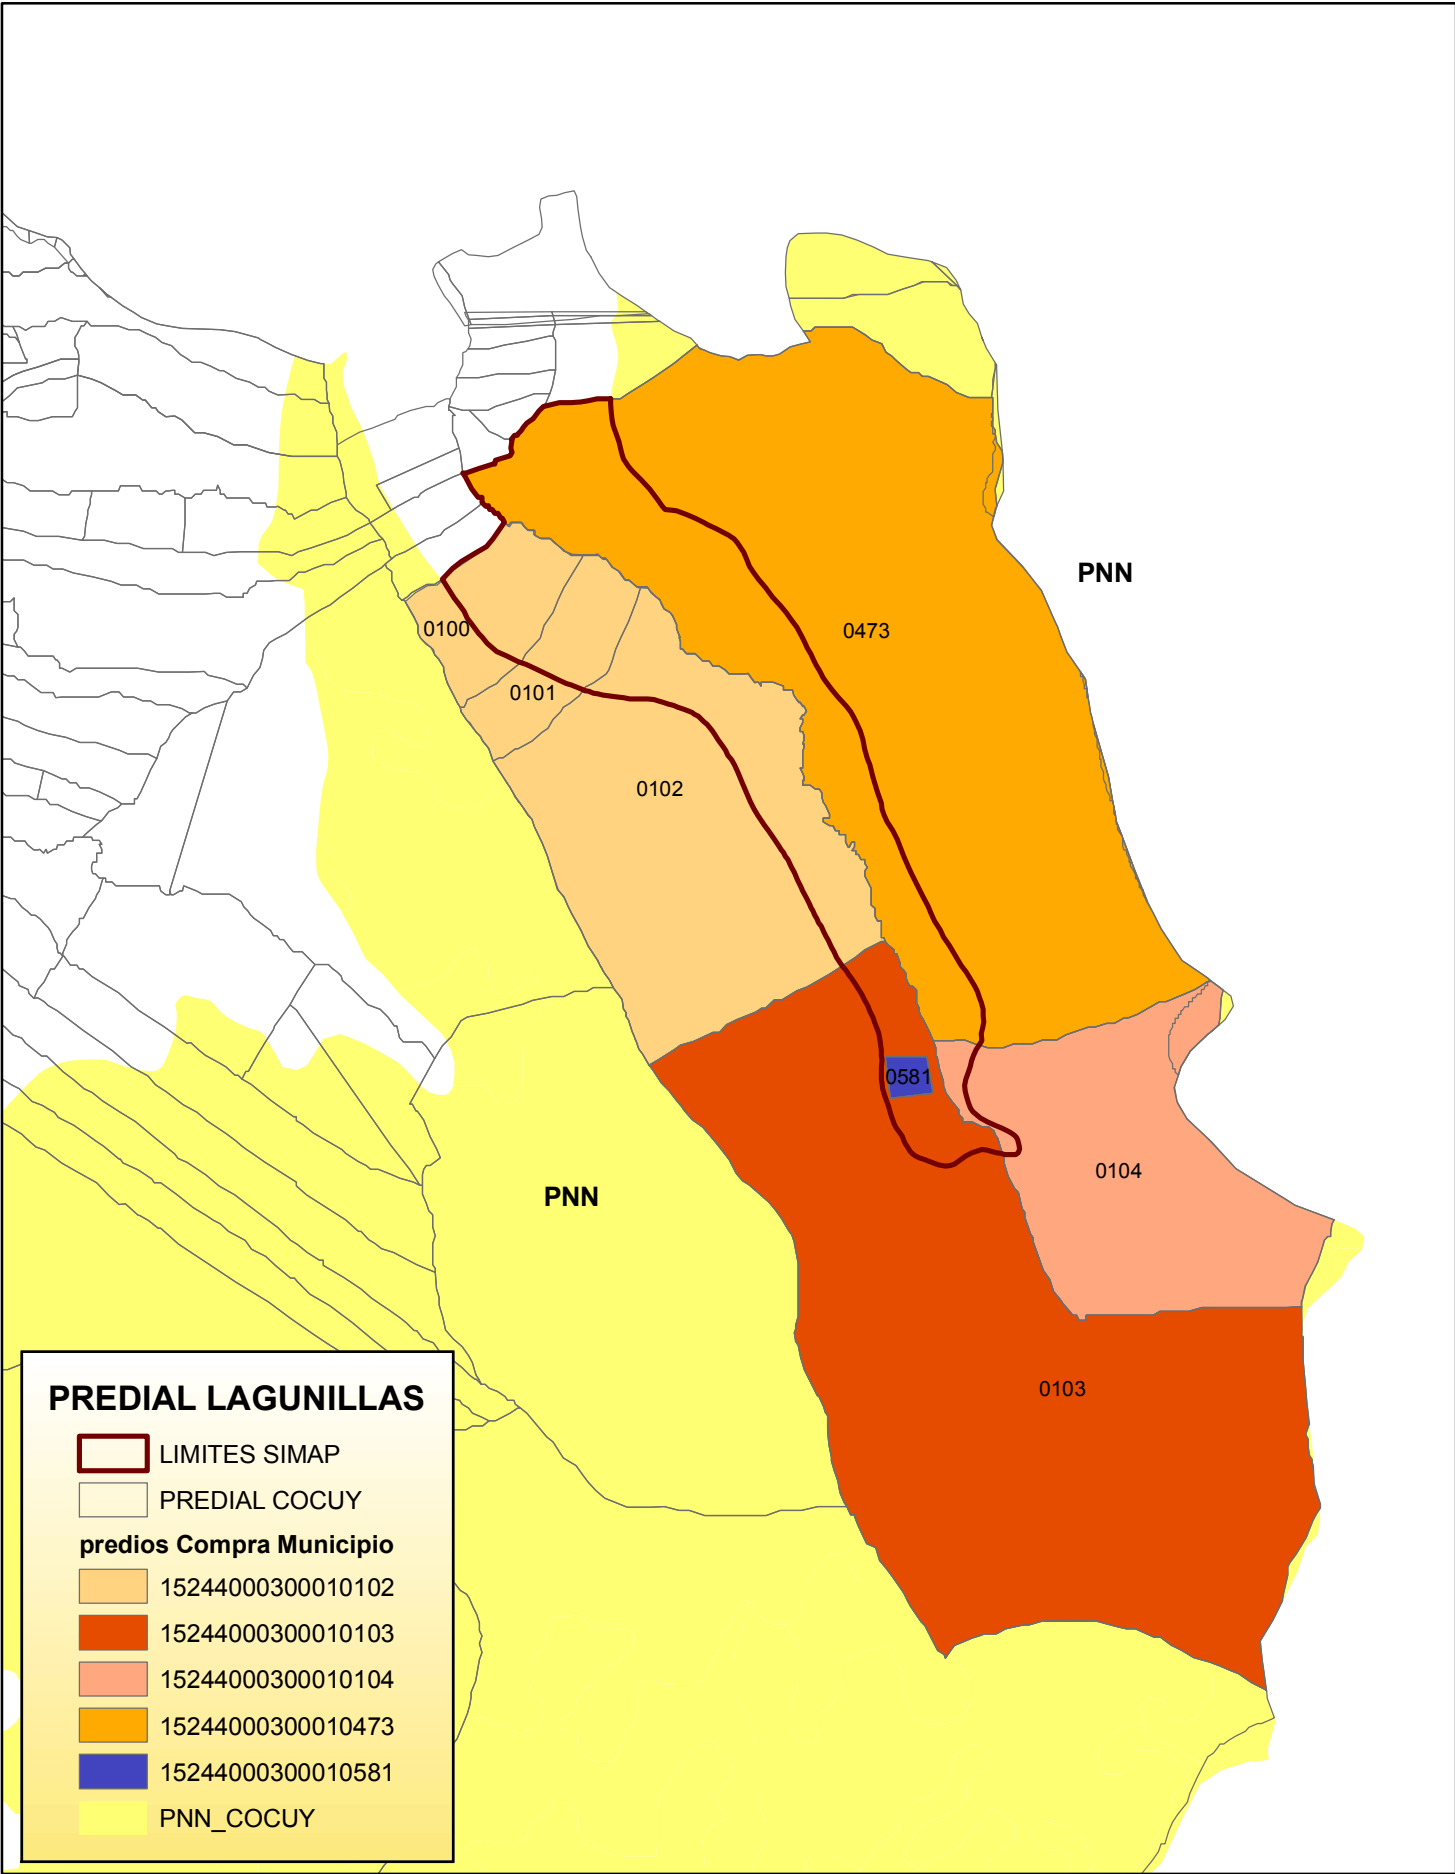 PNN
0473
0100
0101
0102
0581
0104
PNN
0103
PREDIAL LAGUNILLAS
LIMITES SIMAP
PREDIAL COCUY
predios Compra Municipio
15244000300010102
15244000300010103
15244000300010104
15244000300010473
15244000300010581
PNN_COCUY